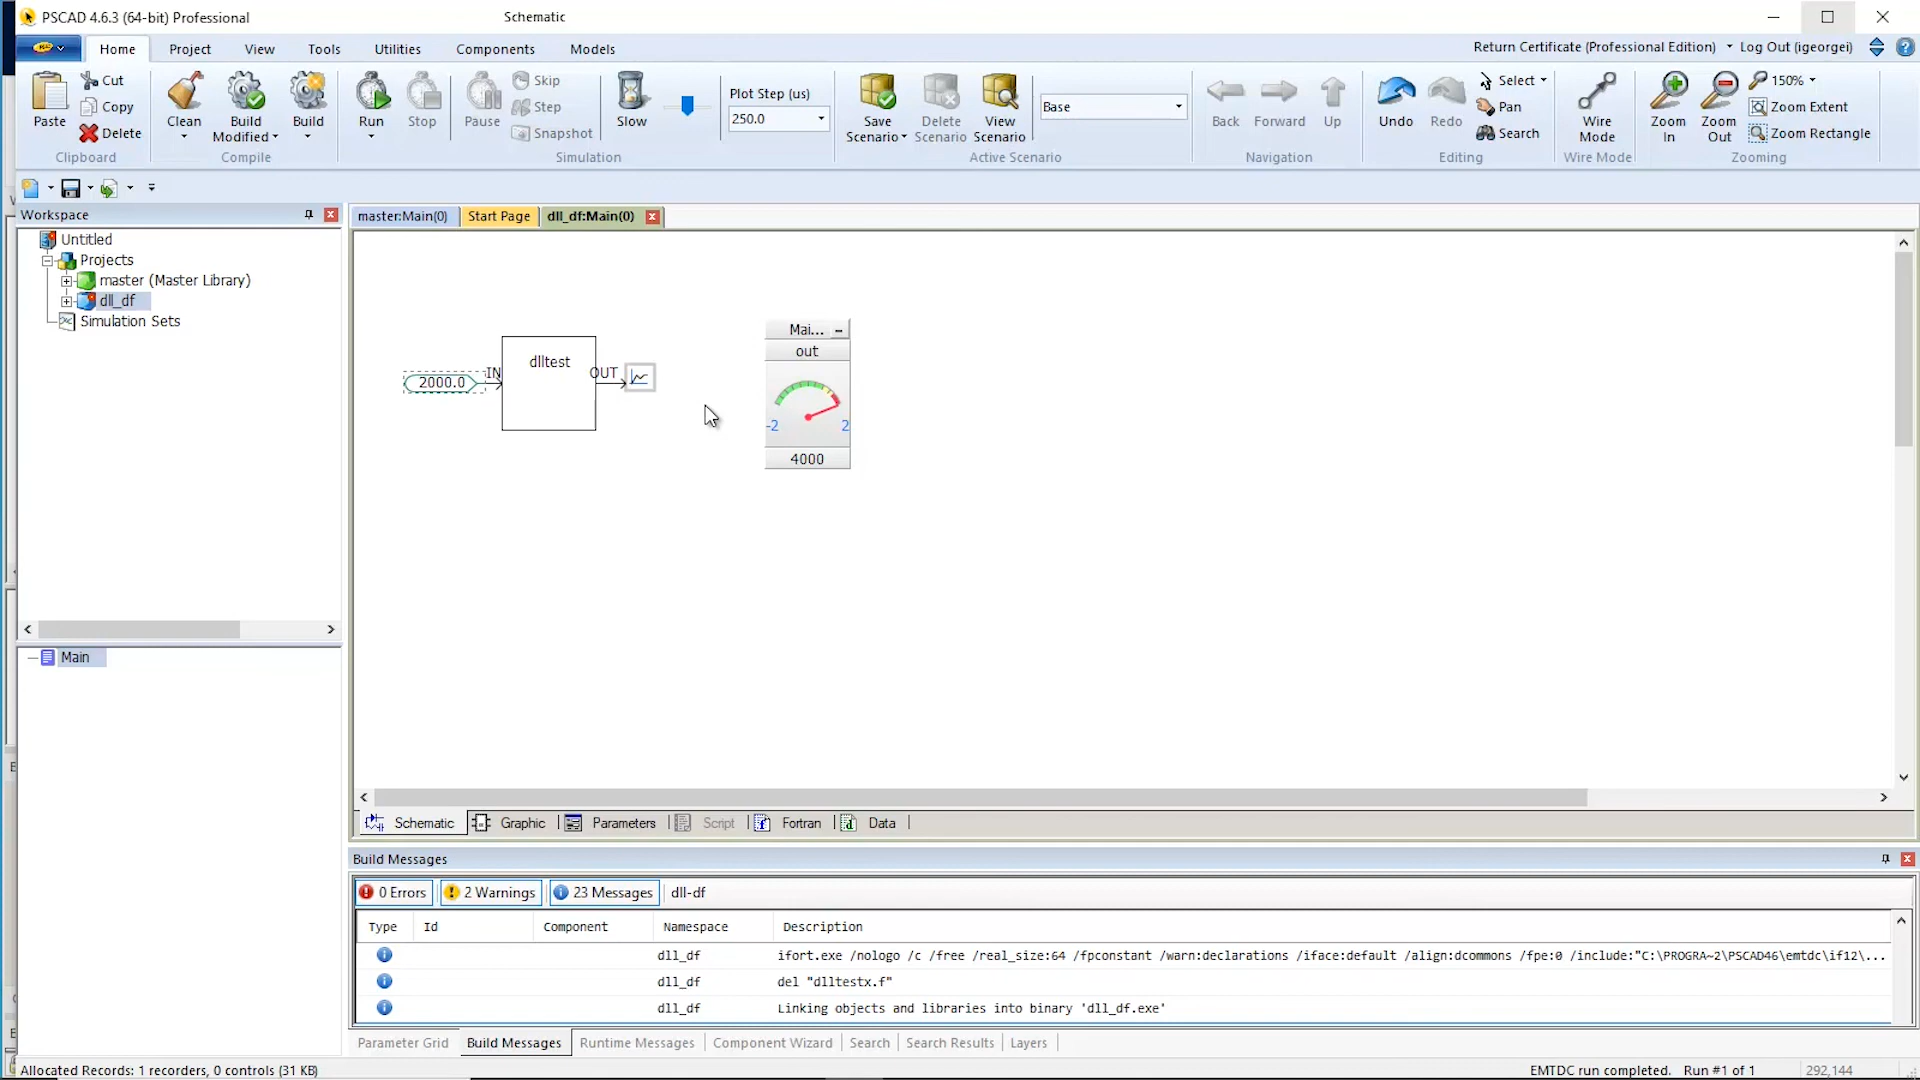 PSCAD 4.6.3 (64-bit) Professional
Schematic
Home Project View Tools Utilities Components Models
Return Certificate (Professional Edition) Log Out (igeorgei)
Paste
Cut
Copy
Delete
Clipboard
Clean
Build Modified
Build
Compile
Run
Stop
Pause
Skip
Step
Snapshot
Slow
Simulation
Plot Step (us)
250.0
Save Scenario
Delete Scenario
View Scenario
Base
Active Scenario
Back
Forward
Up
Navigation
Undo
Redo
Select
Pan
Search
Editing
Wire Mode
Wire Mode
Zoom In
Zoom Out
150%
Zoom Extent
Zoom Rectangle
Zooming
Workspace
Untitled
Projects
master (Master Library)
dll_df
Simulation Sets
Main
master:Main(0) Start Page dll_df:Main(0)
2000.0
IN
dlltest
OUT
Mai...
out
-2 2
4000
Schematic Graphic Parameters Script Fortran Data
Build Messages
0 Errors 2 Warnings 23 Messages dll-df
Type Id Component Namespace Description
dll_df ifort.exe /nologo /c /free /real_size:64 /fpconstant /warn:declarations /iface:default /align:dcommons /fpe:0 /include:"C:\PROGRA~2\PSCAD46\emtdc\if12\...
dll_df del "dlltestx.f"
dll_df Linking objects and libraries into binary 'dll_df.exe'
Parameter Grid Build Messages Runtime Messages Component Wizard Search Search Results Layers
Allocated Records: 1 recorders, 0 controls (31 KB)
EMTDC run completed. Run #1 of 1 292,144